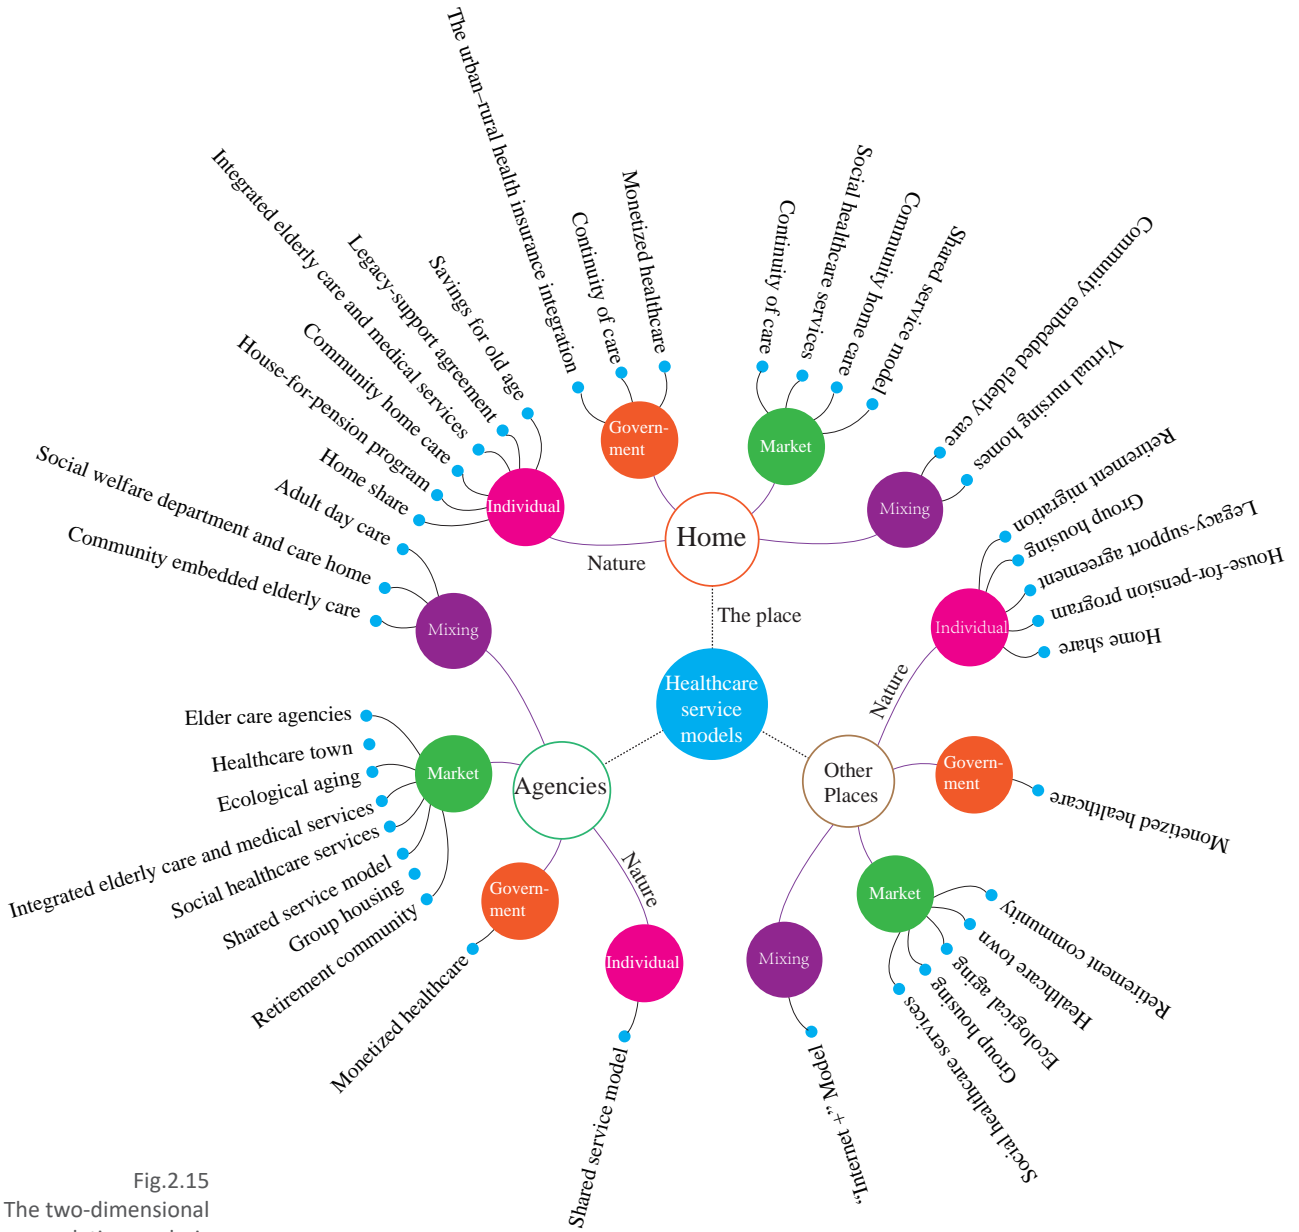 The urban–rural health insurance integration
Continuity of care
Monetized healthcare
Govern-
ment
Continuity of care
Social healthcare services
Community home care
Shared service model
Market
Community embedded elderly care
Virtual nursing homes
Mixing
Savings for old age
Legacy-support agreement
Integrated elderly care and medical services
Community home care
House-for-pension program
Home share
Individual
Home
Nature
The place
Healthcare
service
models
Adult day care
Social welfare department and care home
Community embedded elderly care
Mixing
Elder care agencies
Healthcare town
Ecological aging
Integrated elderly care and medical services
Social healthcare services
Shared service model
Group housing
Retirement community
Market
Agencies
Govern-
ment
Monetized healthcare
Nature
Individual
Shared service model
Other
Places
Nature
Individual
Retirement migration
Group housing
Legacy-support agreement
House-for-pension-
program
Home share
Govern-
ment
Monetized healthcare
Market
Retirement community
Healthcare town
Ecological aging
Group housing
Social healthcare services
Mixing
“Internet +” Model
Fig.2.15
The two-dimensional